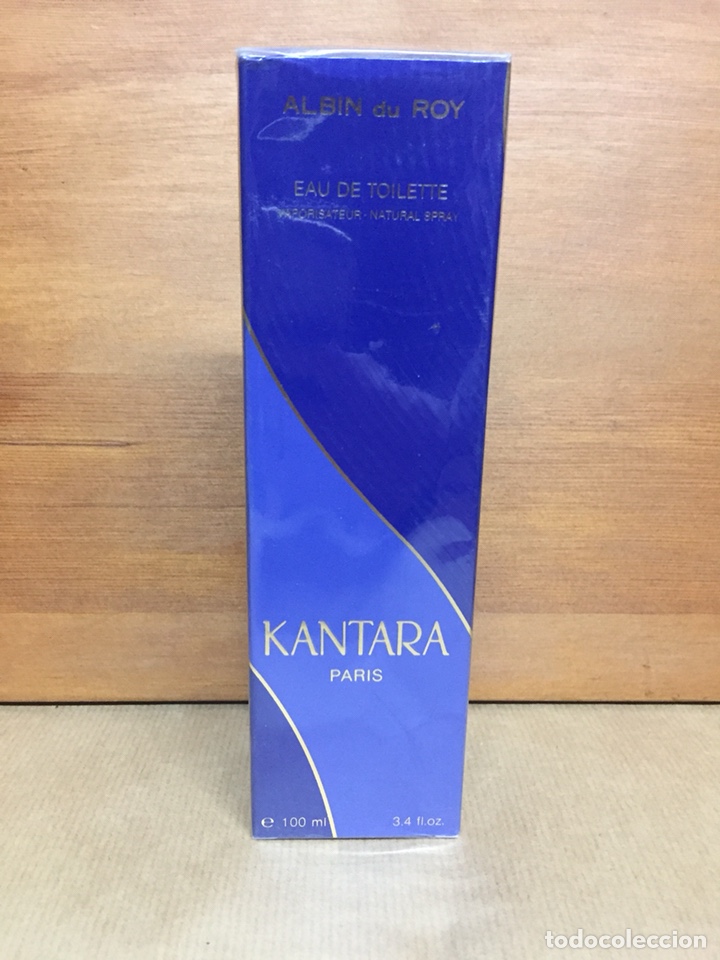 ALBIN du ROY
EAU DE TOILETTE
VAPORISATEUR · NATURAL SPRAY
KANTARA
PARIS
e 100 ml 3.4 fl.oz.
todocoleccion